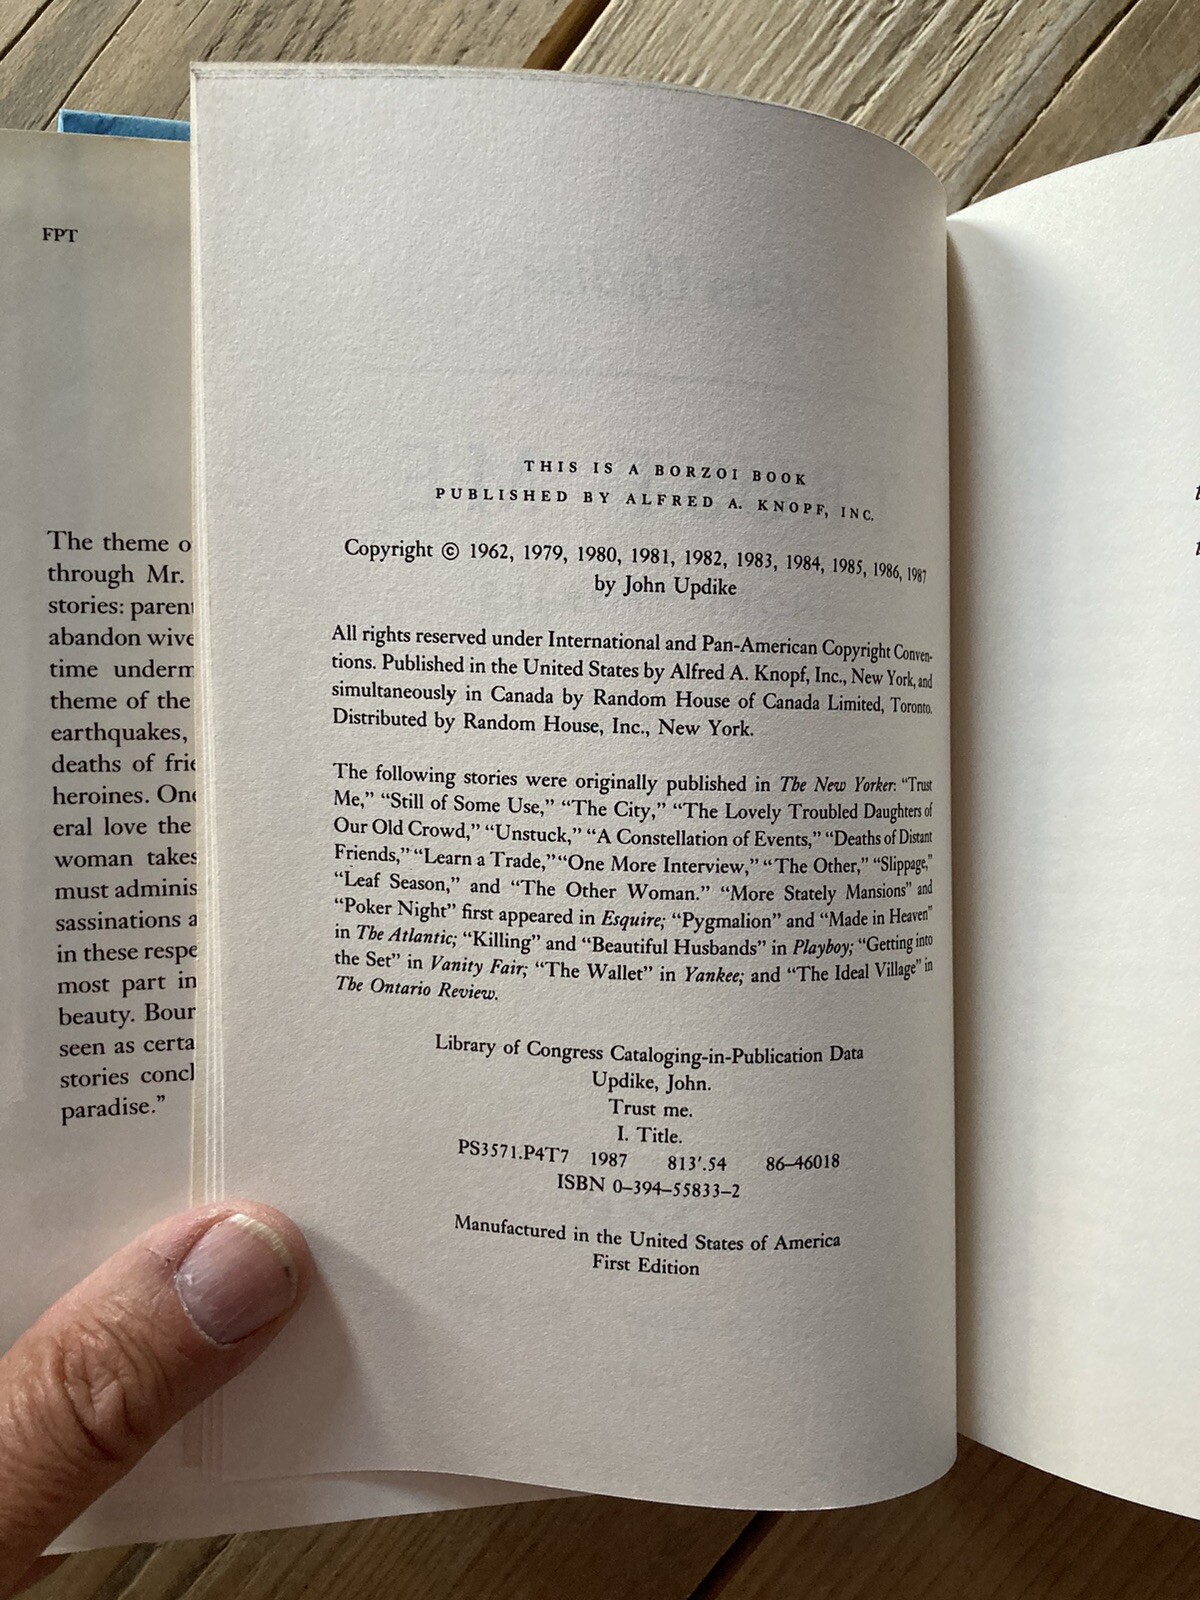 FPT
The theme o
through Mr.
stories: parent
abandon wive
time underm
theme of the
earthquakes,
deaths of frie
heroines. One
eral love the
woman takes
must adminis
sassinations a
in these respe
most part in
beauty. Bour
seen as certa
stories concl
paradise.”
THIS IS A BORZOI BOOK
PUBLISHED BY ALFRED A. KNOPF, INC.
Copyright © 1962, 1979, 1980, 1981, 1982, 1983, 1984, 1985, 1986, 1987
by John Updike
All rights reserved under International and Pan-American Copyright Conven-
tions. Published in the United States by Alfred A. Knopf, Inc., New York, and
simultaneously in Canada by Random House of Canada Limited, Toronto.
Distributed by Random House, Inc., New York.
The following stories were originally published in The New Yorker: “Trust
Me,” “Still of Some Use,” “The City,” “The Lovely Troubled Daughters of
Our Old Crowd,” “Unstuck,” “A Constellation of Events,” “Deaths of Distant
Friends,” “Learn a Trade,” “One More Interview,” “The Other,” “Slippage,”
“Leaf Season,” and “The Other Woman.” “More Stately Mansions” and
“Poker Night” first appeared in Esquire; “Pygmalion” and “Made in Heaven”
in The Atlantic; “Killing” and “Beautiful Husbands” in Playboy; “Getting into
the Set” in Vanity Fair; “The Wallet” in Yankee; and “The Ideal Village” in
The Ontario Review.
Library of Congress Cataloging-in-Publication Data
Updike, John.
Trust me.
I. Title.
PS3571.P4T7 1987 813′.54 86–46018
ISBN 0–394–55833–2
Manufactured in the United States of America
First Edition
t
t